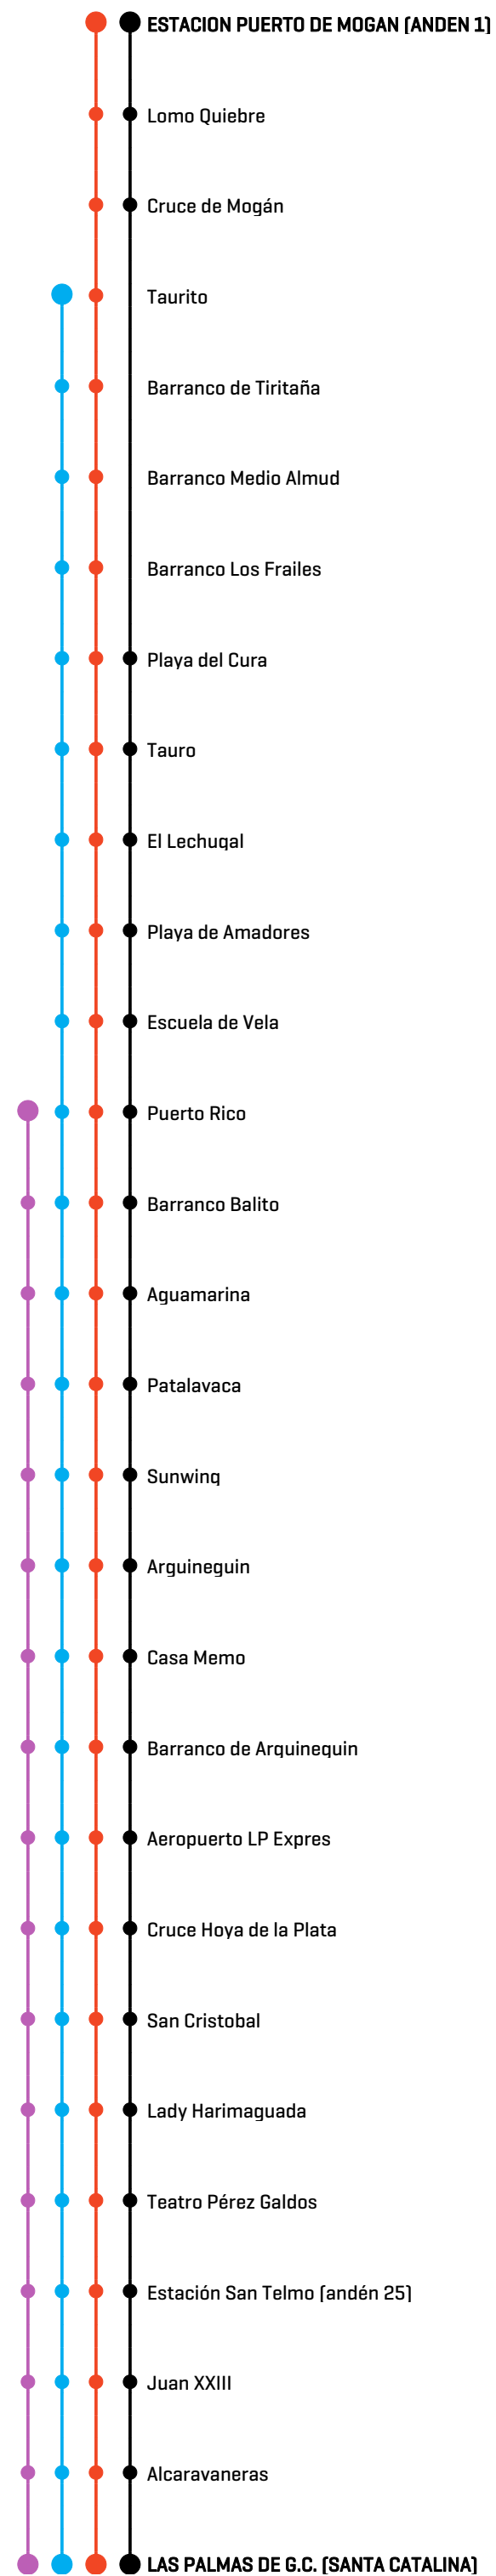 ESTACION PUERTO DE MOGAN (ANDEN 1)
Lomo Quiebre
Cruce de Mogán
Taurito
Barranco de Tiritaña
Barranco Medio Almud
Barranco Los Frailes
Playa del Cura
Tauro
El Lechugal
Playa de Amadores
Escuela de Vela
Puerto Rico
Barranco Balito
Aguamarina
Patalavaca
Sunwing
Arguineguin
Casa Memo
Barranco de Arguineguin
Aeropuerto LP Expres
Cruce Hoya de la Plata
San Cristobal
Lady Harimaguada
Teatro Pérez Galdos
Estación San Telmo (andén 25)
Juan XXIII
Alcaravaneras
LAS PALMAS DE G.C. (SANTA CATALINA)